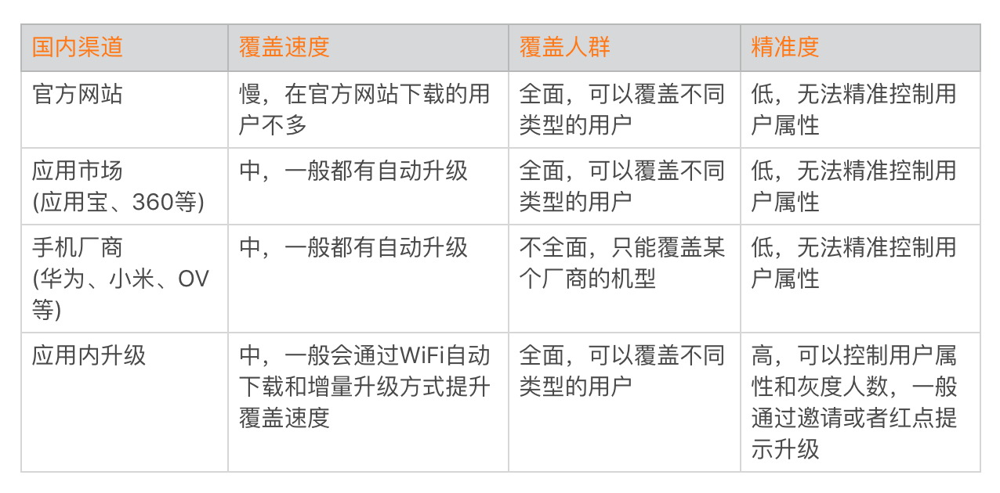 国内渠道
覆盖速度
覆盖人群
精准度
官方网站
慢，在官方网站下载的用
户不多
全面，可以覆盖不同
类型的用户
低，无法精准控制用
户属性
应用市场
(应用宝、360等)
中，一般都有自动升级
全面，可以覆盖不同
类型的用户
低，无法精准控制用
户属性
手机厂商
(华为、小米、OV
等)
中，一般都有自动升级
不全面，只能覆盖某
个厂商的机型
低，无法精准控制用
户属性
应用内升级
中，一般会通过WiFi自动
下载和增量升级方式提升
覆盖速度
全面，可以覆盖不同
类型的用户
高，可以控制用户属
性和灰度人数，一般
通过邀请或者红点提
示升级